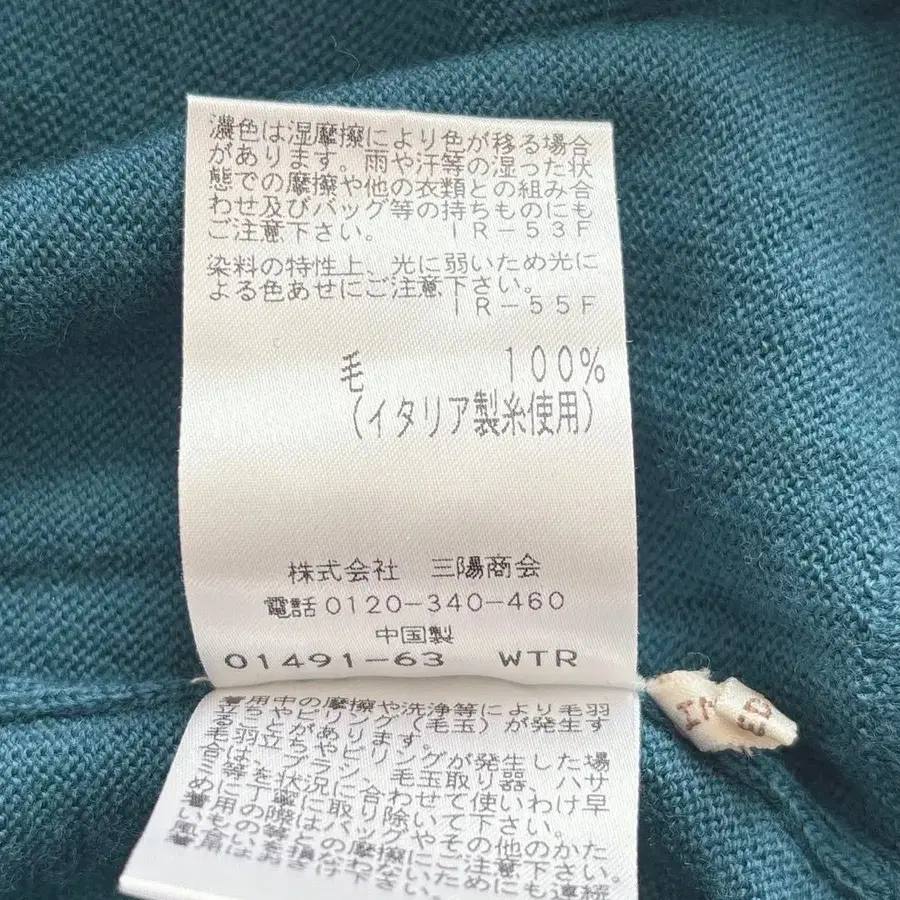 濃色は湿摩擦により色が移る場合
があります。雨や汗等の湿った状
態での摩擦や他の衣類との組み合
わせ及びバッグ等の持ちものにも
ご注意下さい。 IR-53F
染料の特性上、光に弱いため光に
よる色あせにご注意下さい。
IR-55F
毛 100%
(イタリア製糸使用)
株式会社 三陽商会
電話0120-340-460
中国製
01491-63 WTR
着用中の摩擦や洗浄等により毛羽
立ちやピリング(毛玉)が発生す
ることがあります。
毛羽立ちやピリングが発生した場
合は、ブラシ、毛玉取り器、ハサ
ミ等を状況に合わせて使いわけ早
めに丁寧に取り除いて下さい。
着用の際はバッグやその他のかた
いもの等との摩擦にご注意下さい。